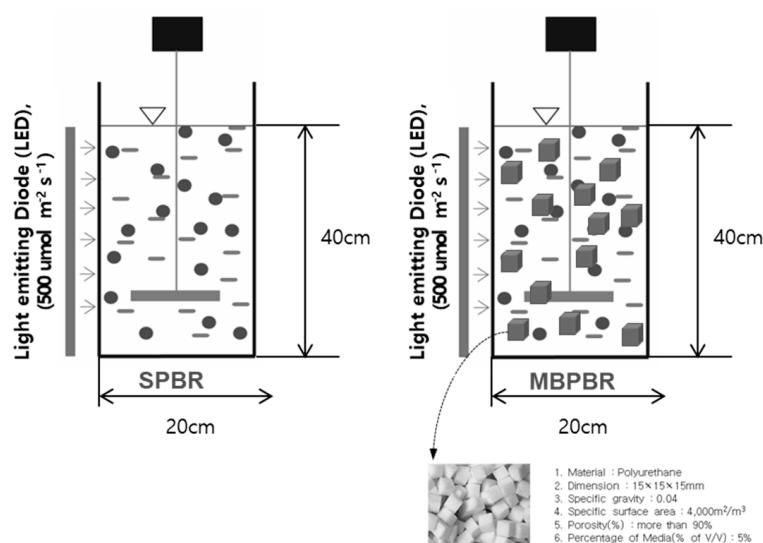 Light emitting Diode (LED),
(500 umol m-2 s-1)
40cm
SPBR
20cm
Light emitting Diode (LED),
(500 umol m-2 s-1)
40cm
MBPBR
20cm
1. Material : Polyurethane
2. Dimension : 15×15×15mm
3. Specific gravity : 0.04
4. Specific surface area : 4,000m²/m³
5. Porosity(%) : more than 90%
6. Percentage of Media(% of V/V) : 5%